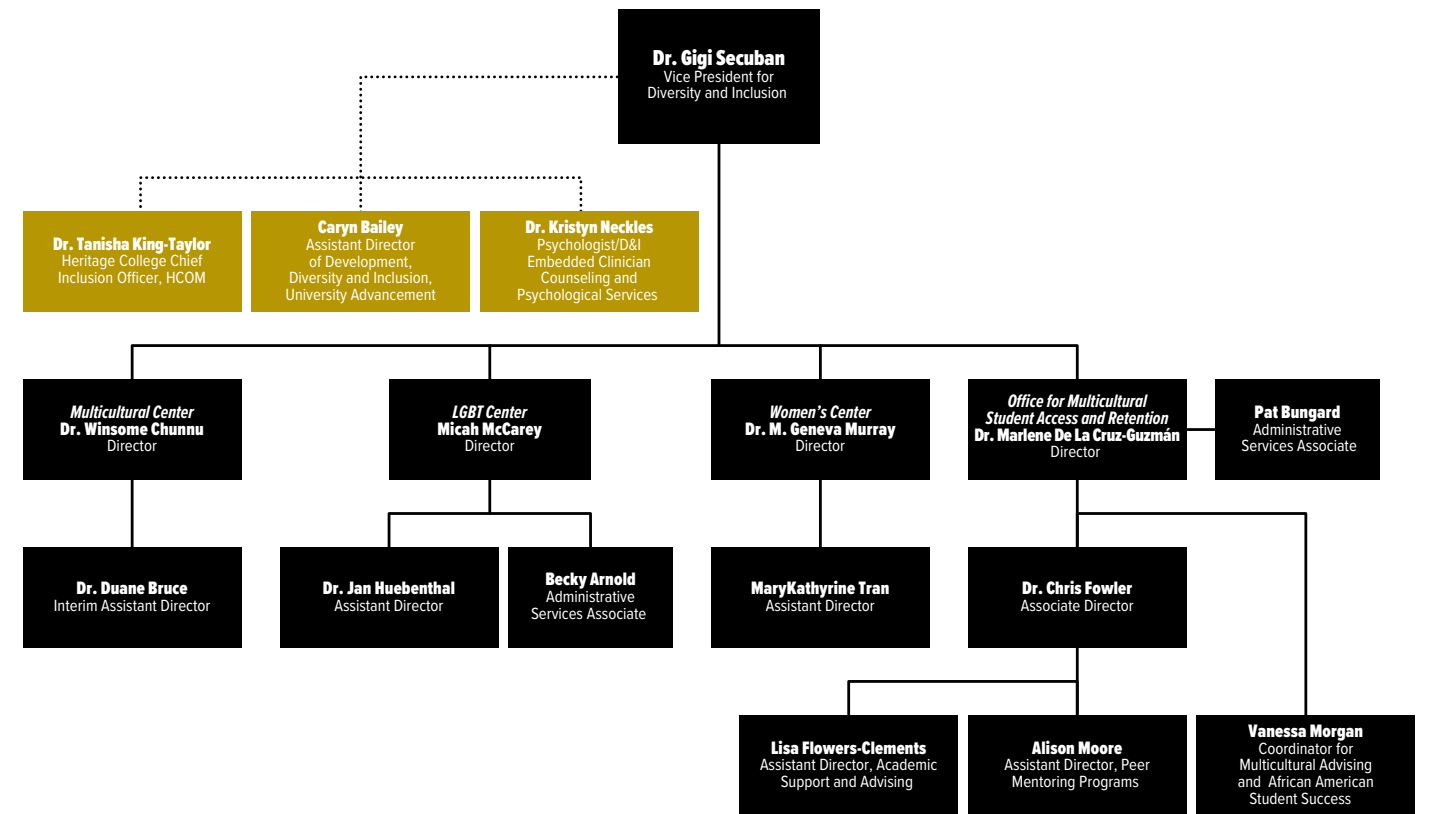 Dr. Gigi Secuban
Vice President for
Diversity and Inclusion
Dr. Tanisha King-Taylor
Heritage College Chief
Inclusion Officer, HCOM
Caryn Bailey
Assistant Director
of Development,
Diversity and Inclusion,
University Advancement
Dr. Kristyn Neckles
Psychologist/D&I
Embedded Clinician
Counseling and
Psychological Services
Multicultural Center
Dr. Winsome Chunnu
Director
LGBT Center
Micah McCarey
Director
Women's Center
Dr. M. Geneva Murray
Director
Office for Multicultural
Student Access and Retention
Dr. Marlene De La Cruz-Guzmán
Director
Pat Bungard
Administrative
Services Associate
Dr. Duane Bruce
Interim Assistant Director
Dr. Jan Huebenthal
Assistant Director
Becky Arnold
Administrative
Services Associate
MaryKathyrine Tran
Assistant Director
Dr. Chris Fowler
Associate Director
Lisa Flowers-Clements
Assistant Director, Academic
Support and Advising
Alison Moore
Assistant Director, Peer
Mentoring Programs
Vanessa Morgan
Coordinator for
Multicultural Advising
and African American
Student Success